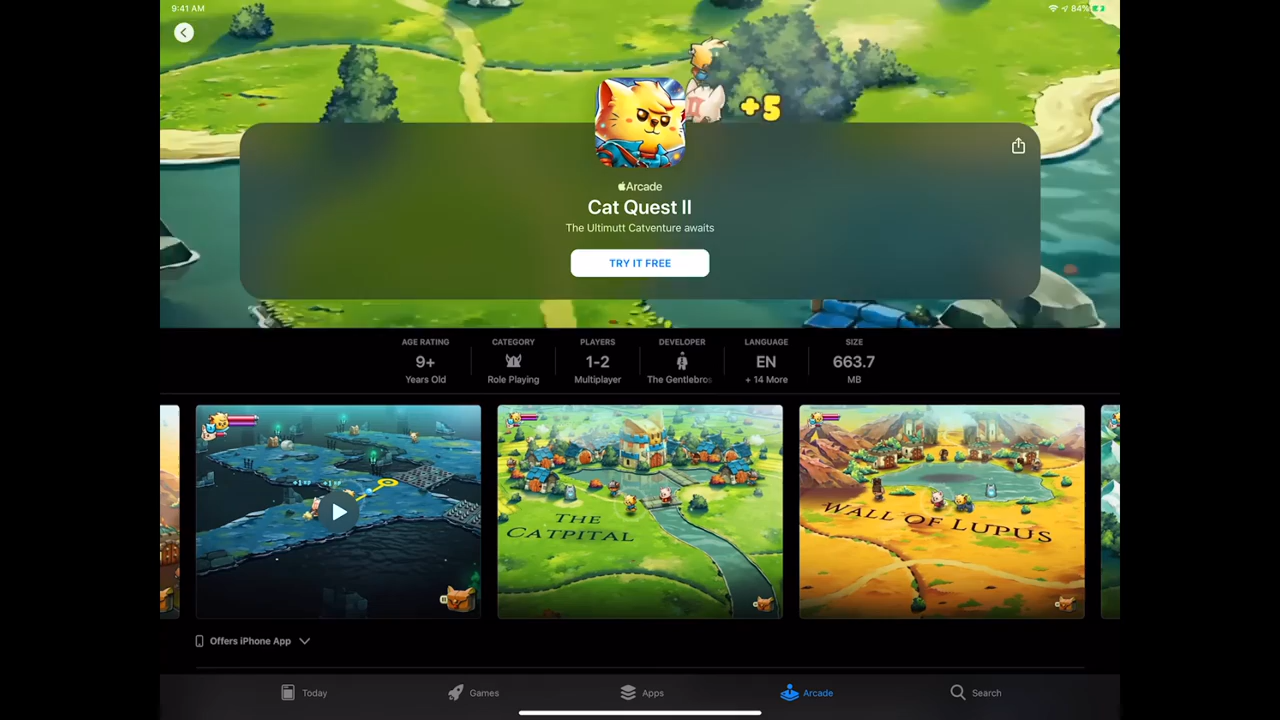 9:41 AM
84%
+5
Arcade
Cat Quest II
The Ultimutt Catventure awaits
TRY IT FREE
AGE RATING
9+
Years Old
CATEGORY
Role Playing
PLAYERS
1-2
Multiplayer
DEVELOPER
The Gentlebros
LANGUAGE
EN
+ 14 More
SIZE
663.7
MB
THE
CATPITAL
WALL OF LUPUS
Offers iPhone App
Today
Games
Apps
Arcade
Search